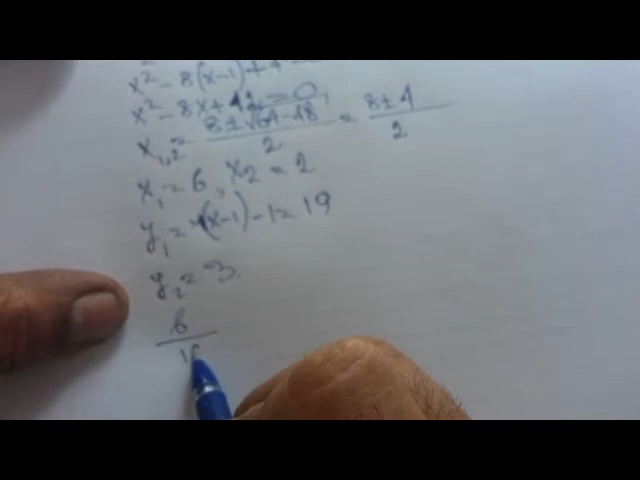 x² - 8(x-1) + 4
x² - 8x + 12 = 0
x₁,₂ = 8 ± √64-48 / 2 = 8 ± 4 / 2
x₁ = 6, x₂ = 2
y₁ = 4(x-1) - 1 = 19
y₂ = 3.
6